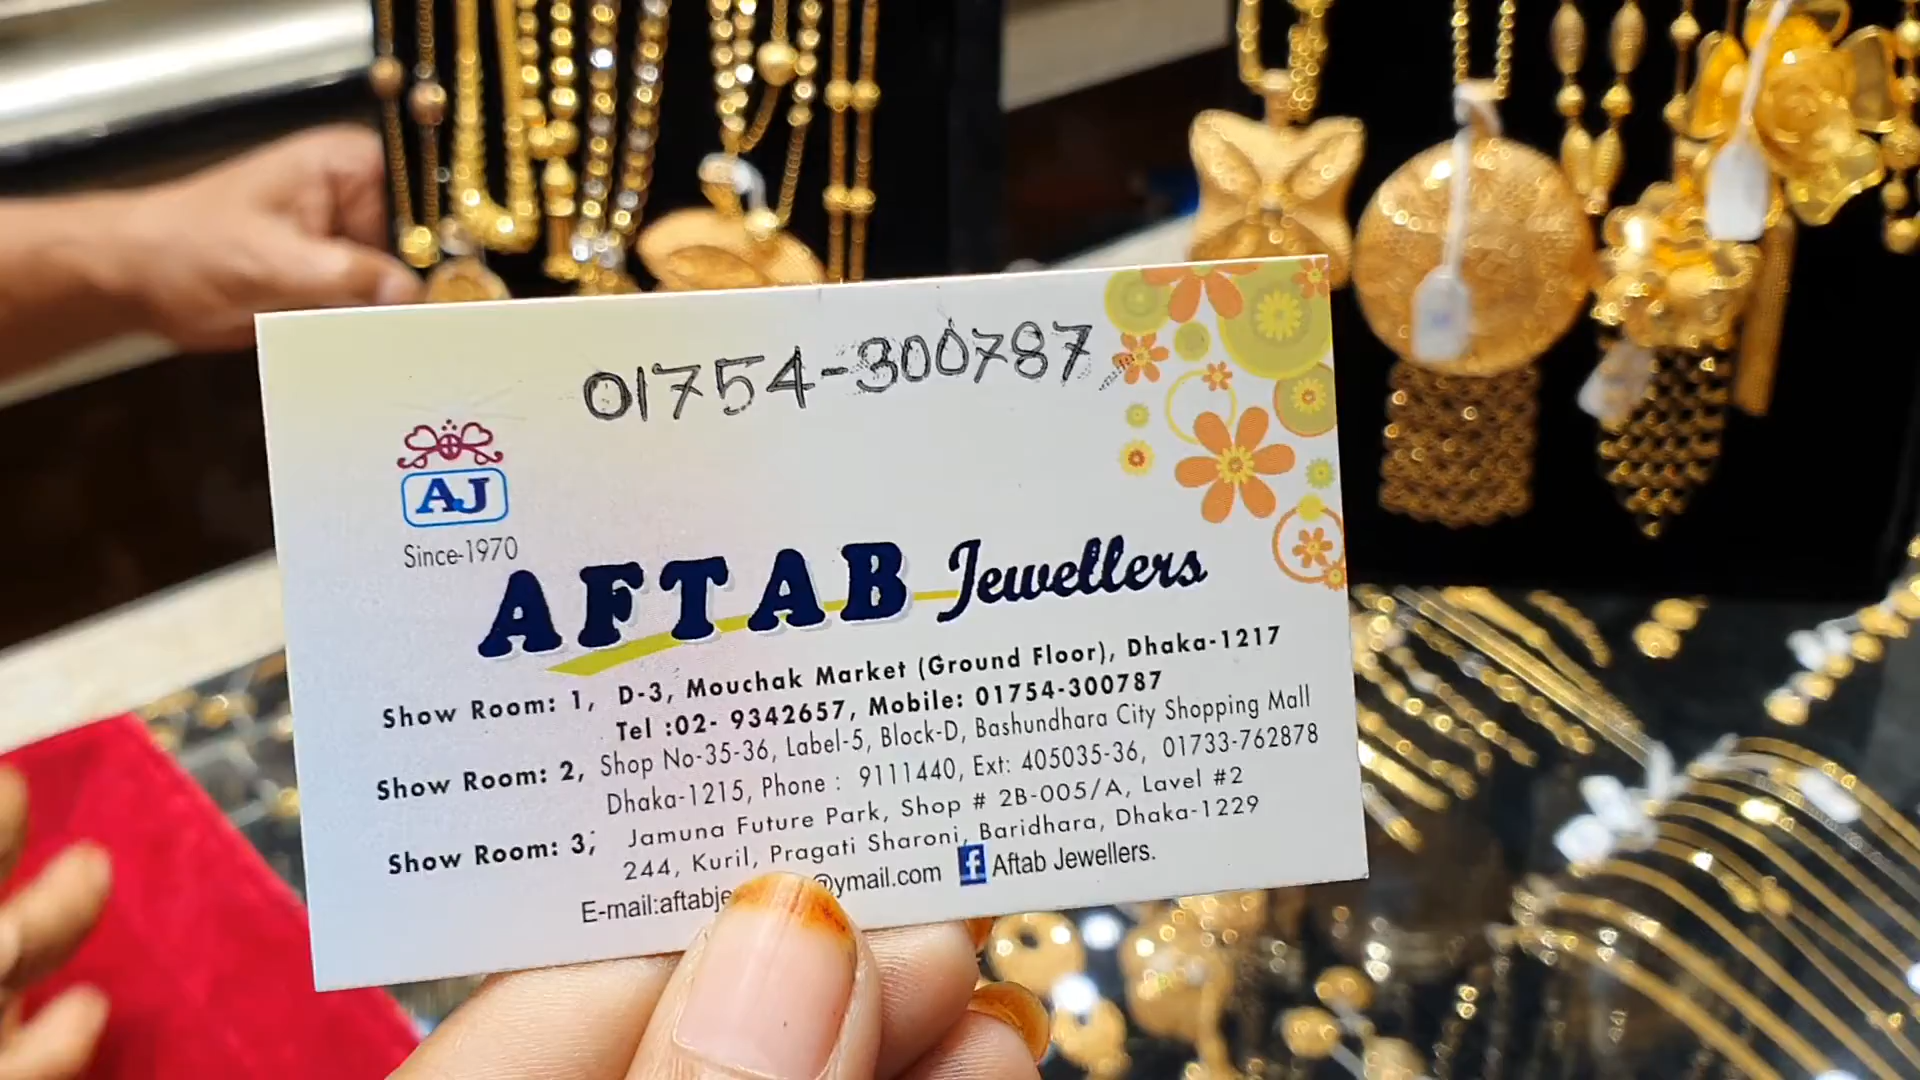 01754-300787
AJ
Since-1970
AFTAB Jewellers
Show Room: 1, D-3, Mouchak Market (Ground Floor), Dhaka-1217
Tel :02- 9342657, Mobile: 01754-300787
Show Room: 2, Shop No-35-36, Label-5, Block-D, Bashundhara City Shopping Mall
Dhaka-1215, Phone : 9111440, Ext: 405035-36, 01733-762878
Show Room: 3, Jamuna Future Park, Shop # 2B-005/A, Lavel #2
244, Kuril, Pragati Sharoni, Baridhara, Dhaka-1229
E-mail:aftabje @ymail.com f Aftab Jewellers.